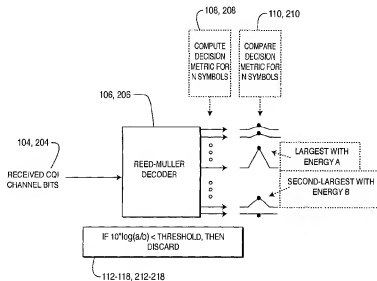 108, 208
110, 210
COMPUTE
DECISION
METRIC FOR
N SYMBOLS
COMPARE
DECISION
METRIC FOR
N SYMBOLS
106, 206
104, 204
RECEIVED CQI
CHANNEL BITS
REED-MULLER
DECODER
LARGEST WITH
ENERGY A
SECOND-LARGEST WITH
ENERGY B
IF 10*log(a/b) < THRESHOLD, THEN
DISCARD
112-118, 212-218